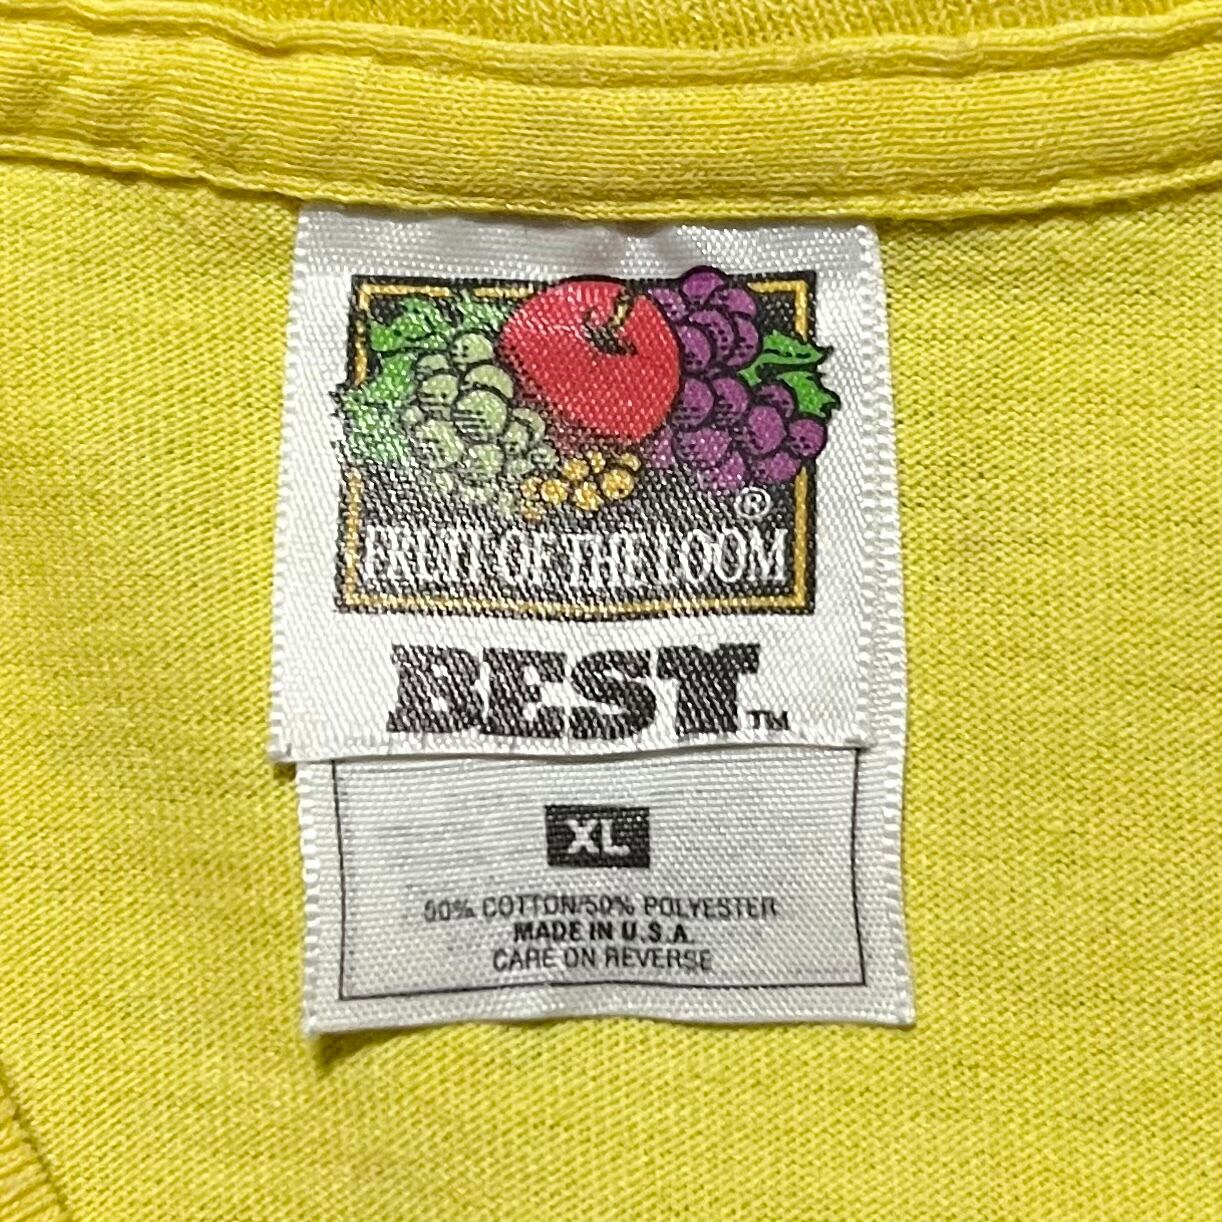 ®
FRUIT OF THE LOOM
BEST™
XL
50% COTTON/50% POLYESTER
MADE IN U.S.A.
CARE ON REVERSE